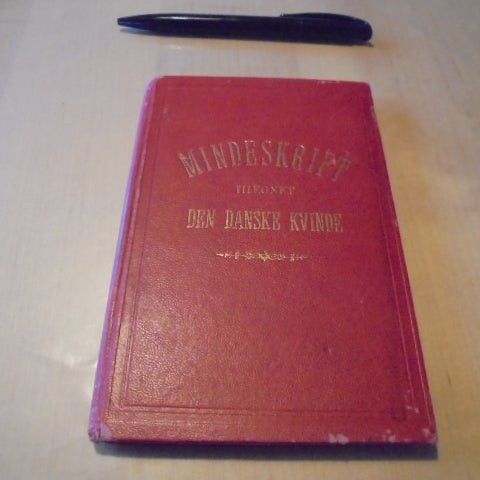 MINDESKRIFT
TILEGNET
DEN DANSKE KVINDE